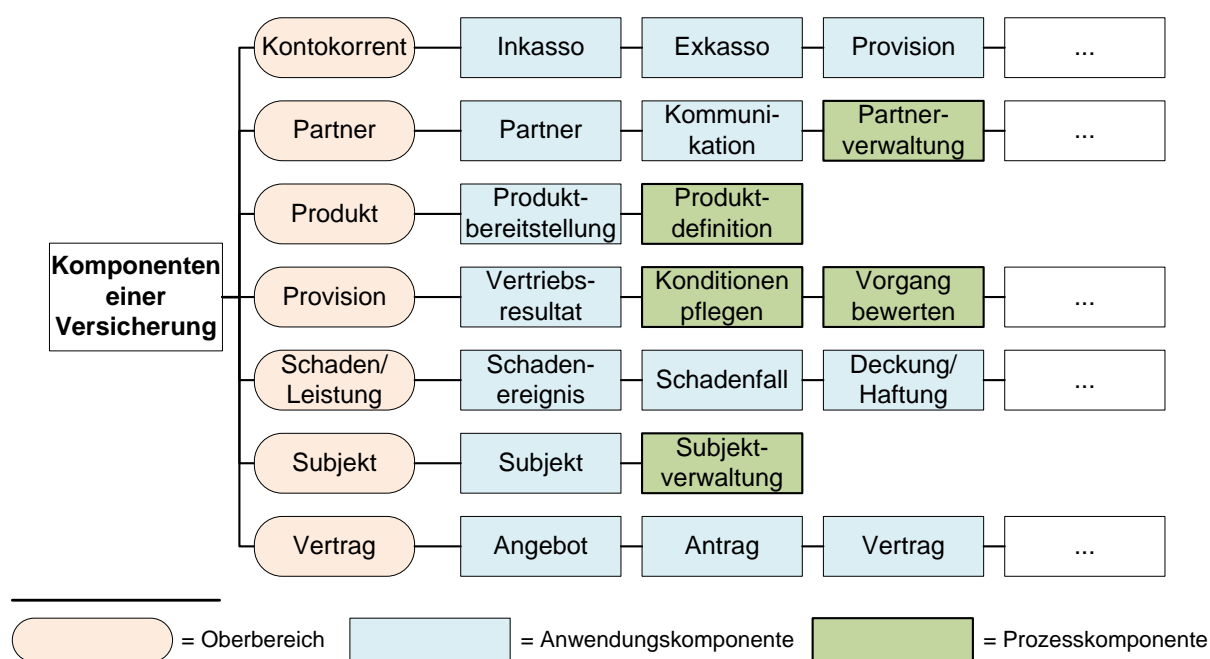 Kontokorrent
Inkasso
Exkasso
Provision
...
Partner
Partner
Kommuni-
kation
Partner-
verwaltung
...
Produkt
Produkt-
bereitstellung
Produkt-
definition
Komponenten
einer
Versicherung
Provision
Vertriebs-
resultat
Konditionen
pflegen
Vorgang
bewerten
...
Schaden/
Leistung
Schaden-
ereignis
Schadenfall
Deckung/
Haftung
...
Subjekt
Subjekt
Subjekt-
verwaltung
Vertrag
Angebot
Antrag
Vertrag
...
= Oberbereich
= Anwendungskomponente
= Prozesskomponente